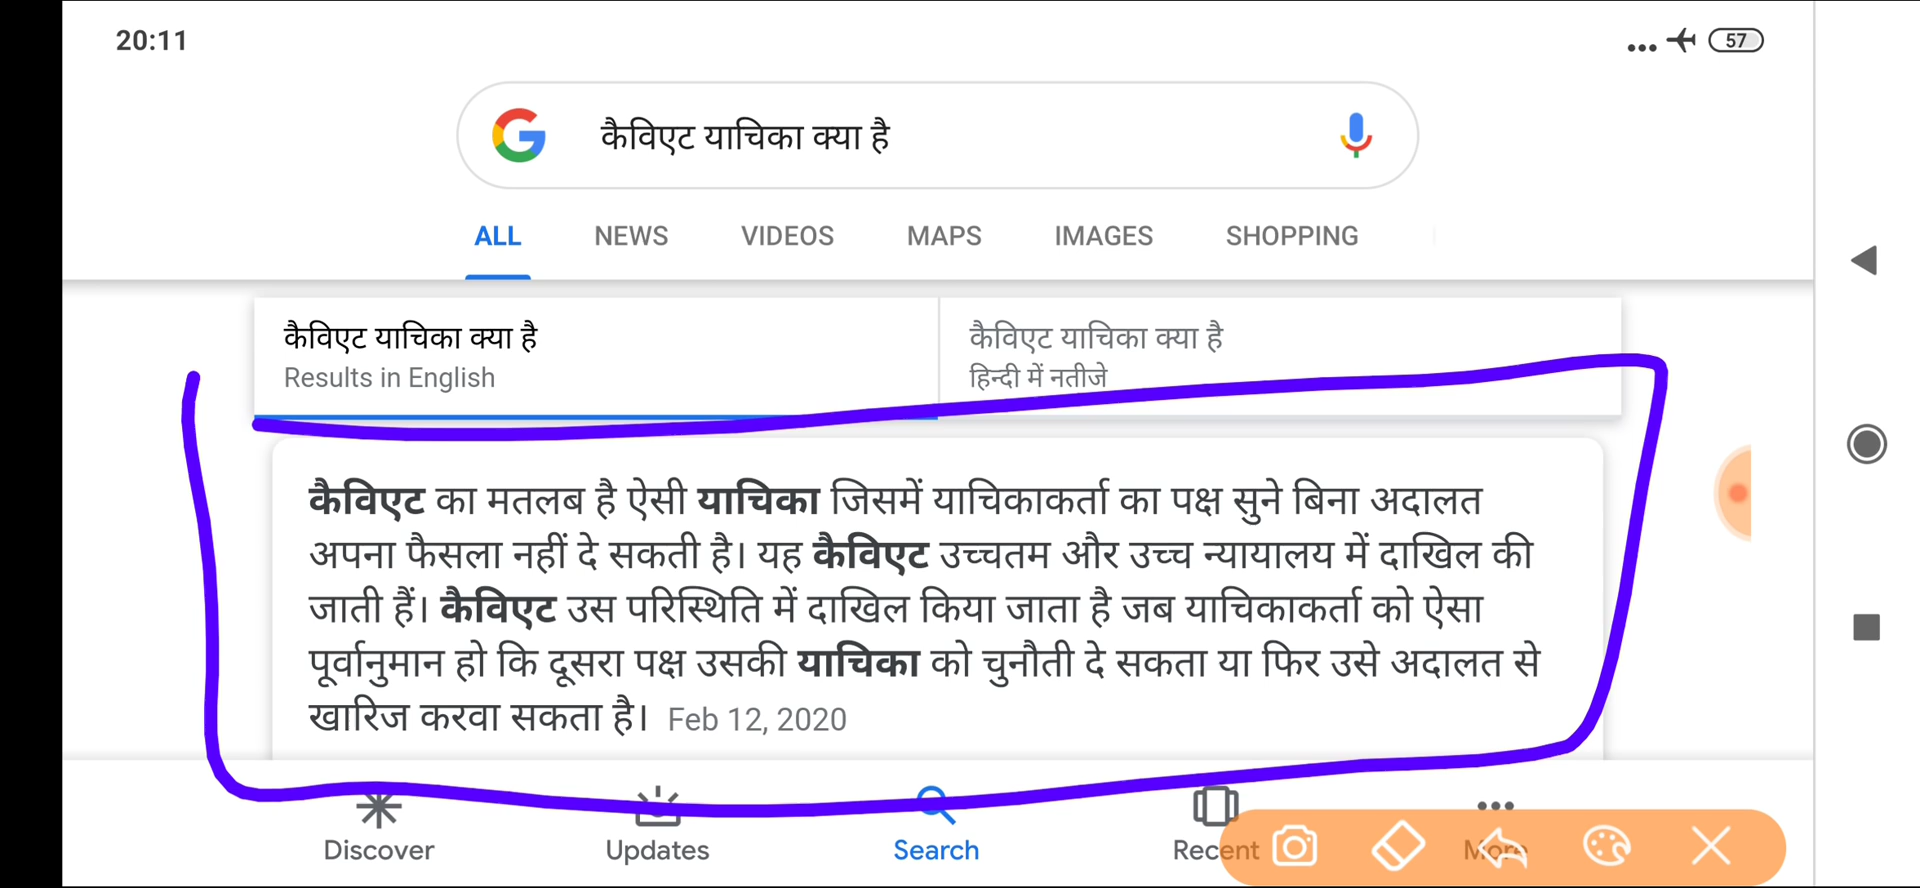 20:11
57
कैविएट याचिका क्या है
ALL NEWS VIDEOS MAPS IMAGES SHOPPING
कैविएट याचिका क्या है
Results in English
कैविएट याचिका क्या है
हिन्दी में नतीजे
कैविएट का मतलब है ऐसी याचिका जिसमें याचिकाकर्ता का पक्ष सुने बिना अदालत
अपना फैसला नहीं दे सकती है। यह कैविएट उच्चतम और उच्च न्यायालय में दाखिल की
जाती हैं। कैविएट उस परिस्थिति में दाखिल किया जाता है जब याचिकाकर्ता को ऐसा
पूर्वानुमान हो कि दूसरा पक्ष उसकी याचिका को चुनौती दे सकता या फिर उसे अदालत से
खारिज करवा सकता है। Feb 12, 2020
Discover Updates Search Recent More